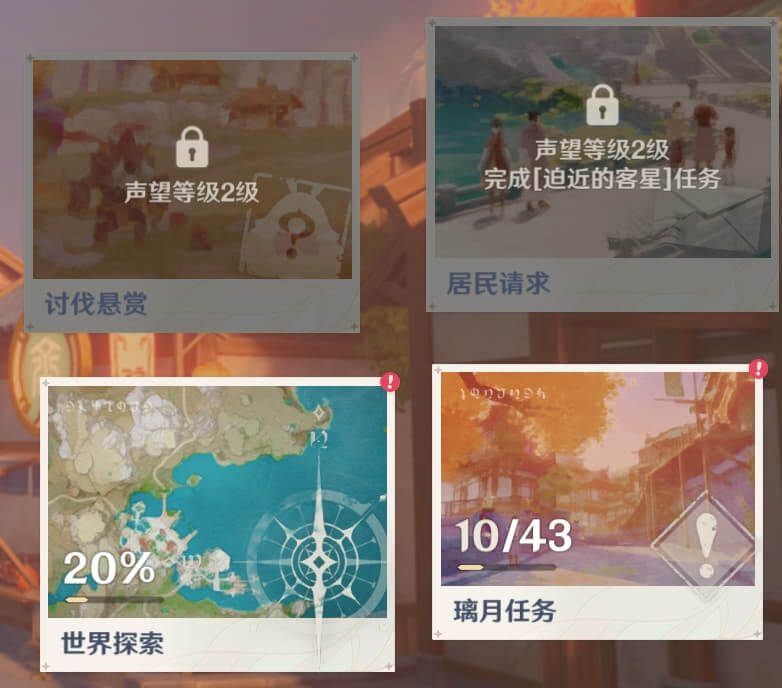 声望等级2级
讨伐悬赏
声望等级2级
完成[迫近的客星]任务
居民请求
20%
世界探索
10/43
璃月任务